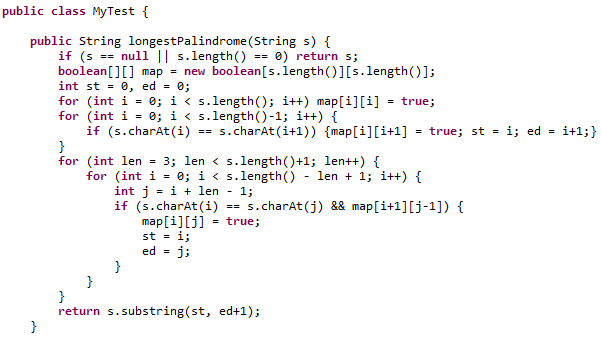 public class MyTest {
public String longestPalindrome(String s) {
if (s == null || s.length() == 0) return s;
boolean[][] map = new boolean[s.length()][s.length()];
int st = 0, ed = 0;
for (int i = 0; i < s.length(); i++) map[i][i] = true;
for (int i = 0; i < s.length()-1; i++) {
if (s.charAt(i) == s.charAt(i+1)) {map[i][i+1] = true; st = i; ed = i+1;}
}
for (int len = 3; len < s.length()+1; len++) {
for (int i = 0; i < s.length() - len + 1; i++) {
int j = i + len - 1;
if (s.charAt(i) == s.charAt(j) && map[i+1][j-1]) {
map[i][j] = true;
st = i;
ed = j;
}
}
}
return s.substring(st, ed+1);
}